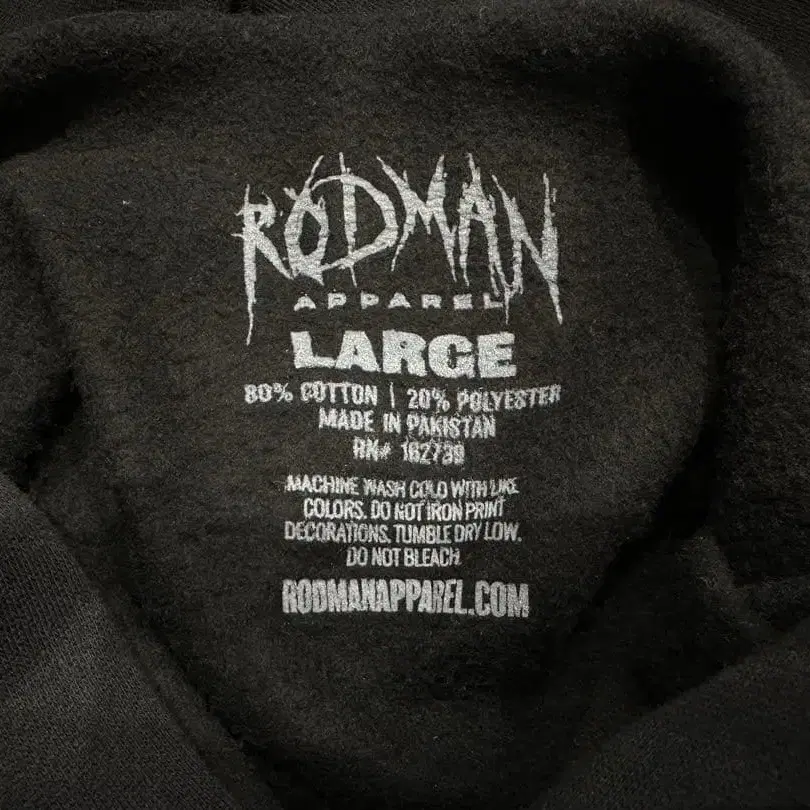 RODMAN
APPAREL
LARGE
80% COTTON | 20% POLYESTER
MADE IN PAKISTAN
RN# 162739
MACHINE WASH COLD WITH LIKE
COLORS. DO NOT IRON PRINT
DECORATIONS. TUMBLE DRY LOW.
DO NOT BLEACH
RODMANAPPAREL.COM